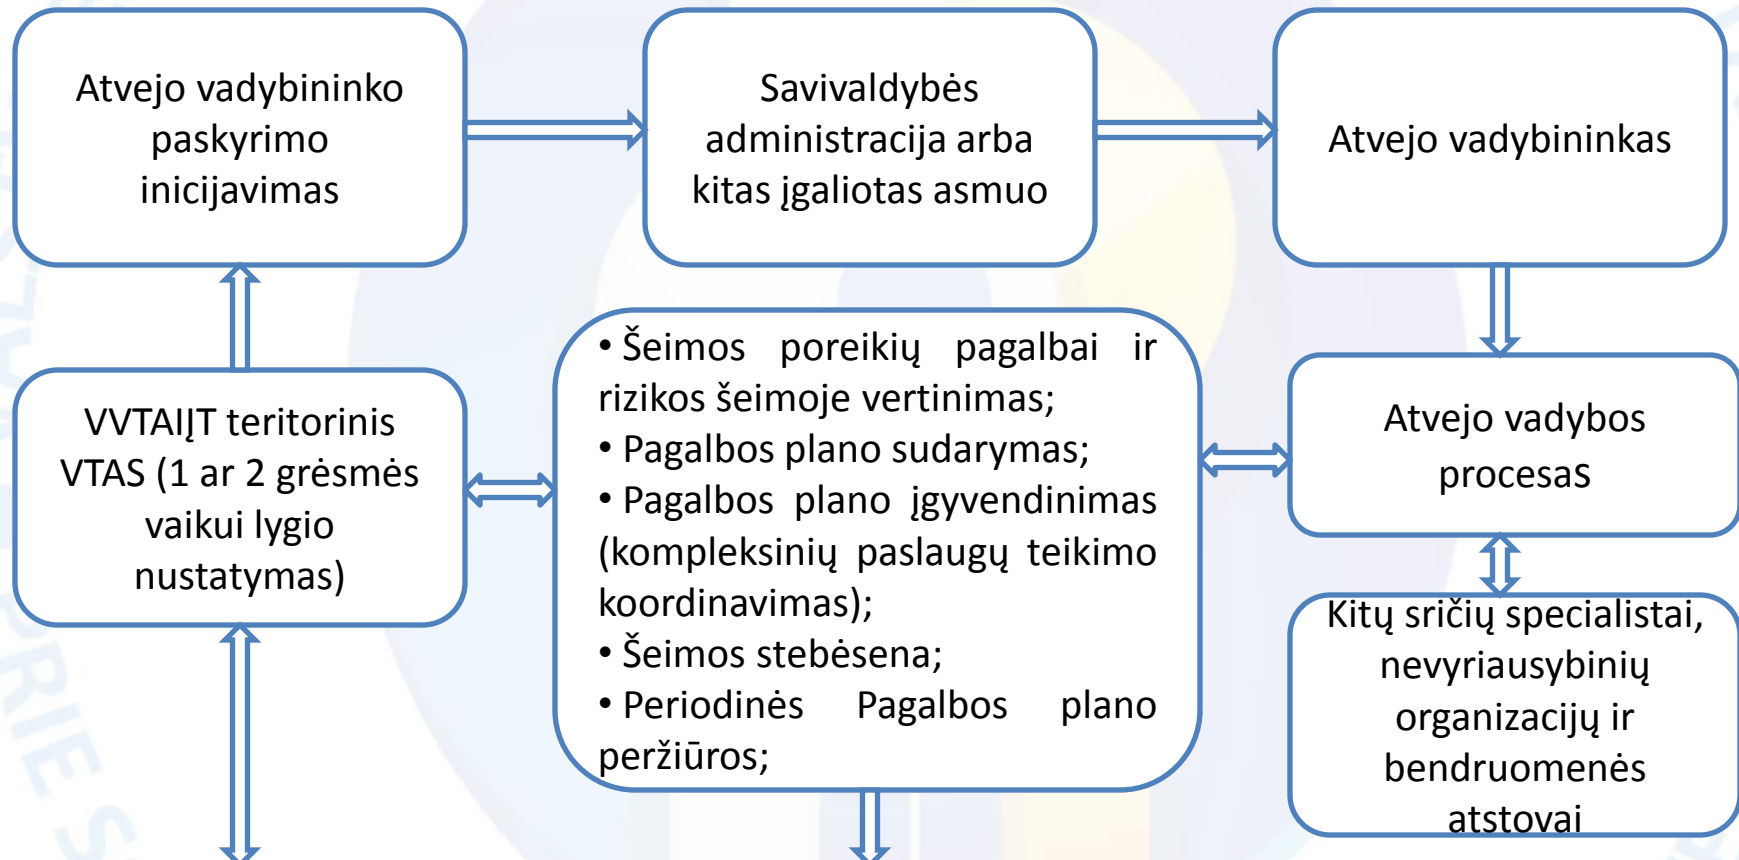 Atvejo vadybininko
paskyrimo
inicijavimas
Savivaldybės
administracija arba
kitas įgaliotas asmuo
Atvejo vadybininkas
VVTAIĮT teritorinis
VTAS (1 ar 2 grėsmės
vaikui lygio
nustatymas)
• Šeimos poreikių pagalbai ir
rizikos šeimoje vertinimas;
• Pagalbos plano sudarymas;
• Pagalbos plano įgyvendinimas
(kompleksinių paslaugų teikimo
koordinavimas);
• Šeimos stebėsena;
• Periodinės Pagalbos plano
peržiūros;
Atvejo vadybos
procesas
Kitų sričių specialistai,
nevyriausybinių
organizacijų ir
bendruomenės
atstovai
PRIE